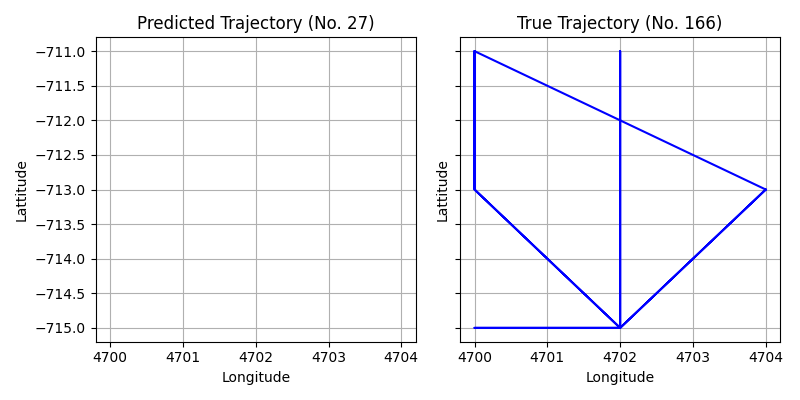 Predicted Trajectory (No. 27)
True Trajectory (No. 166)
−711.0
−711.5
−712.0
−712.5
−713.0
−713.5
−714.0
−714.5
−715.0
Lattitude
Lattitude
4700 4701 4702 4703 4704
4700 4701 4702 4703 4704
Longitude
Longitude